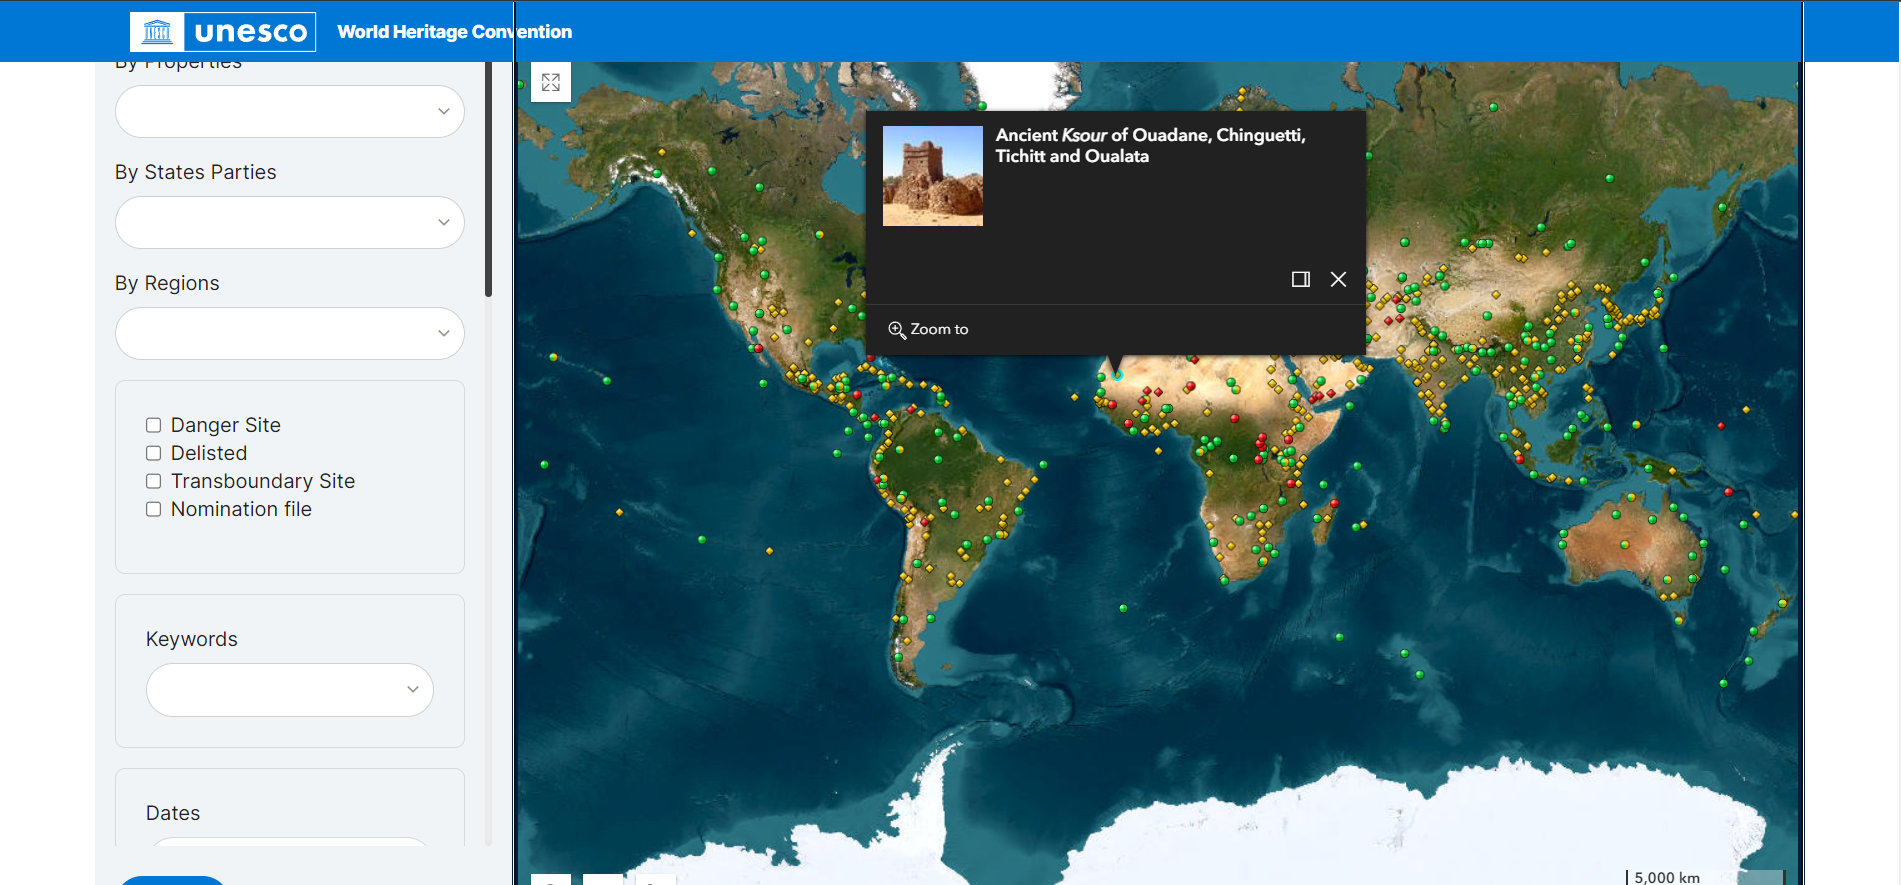 unesco
World Heritage Convention
By Properties
By States Parties
By Regions
Danger Site
Delisted
Transboundary Site
Nomination file
Keywords
Dates
Ancient Ksour of Ouadane, Chinguetti,
Tichitt and Oualata
Zoom to
5,000 km